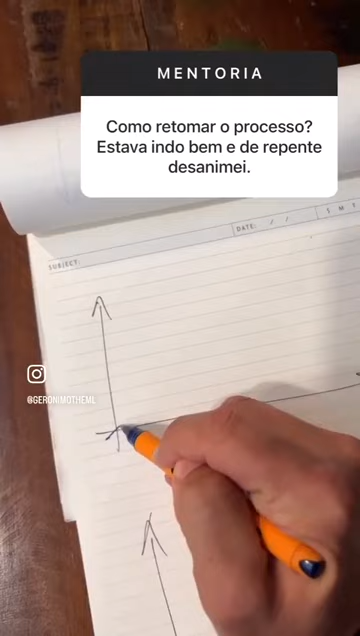 MENTORIA
Como retomar o processo?
Estava indo bem e de repente
desanimei.
DATE: / /
S M T
SUBJECT:
@GERONIMOTHEML